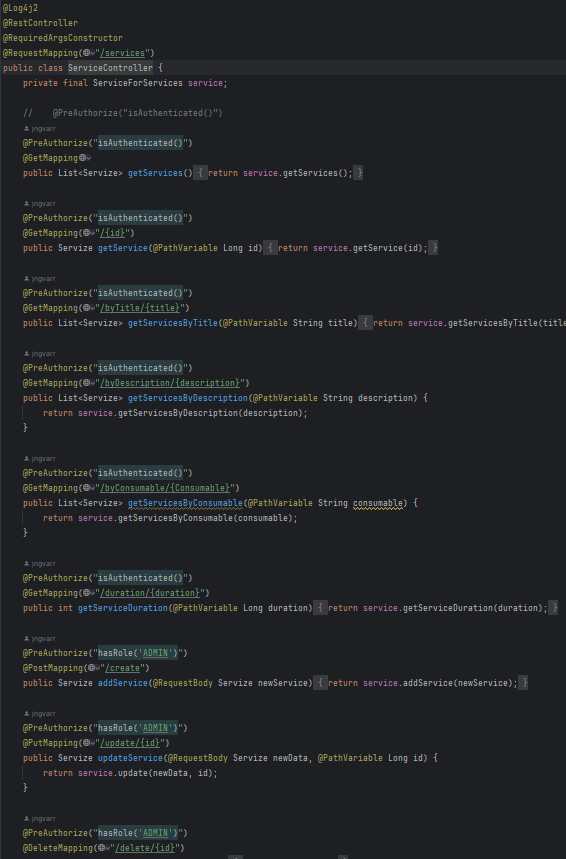 @Log4j2
@RestController
@RequiredArgsConstructor
@RequestMapping("/services")
public class ServiceController {
private final ServiceForServices service;
//    @PreAuthorize("isAuthenticated()")
jngvarr
@PreAuthorize("isAuthenticated()")
@GetMapping
public List<Servize> getServices() { return service.getServices(); }
jngvarr
@PreAuthorize("isAuthenticated()")
@GetMapping("/{id}")
public Servize getService(@PathVariable Long id) { return service.getService(id); }
jngvarr
@PreAuthorize("isAuthenticated()")
@GetMapping("/byTitle/{title}")
public List<Servize> getServicesByTitle(@PathVariable String title) { return service.getServicesByTitle(title
jngvarr
@PreAuthorize("isAuthenticated()")
@GetMapping("/byDescription/{description}")
public List<Servize> getServicesByDescription(@PathVariable String description) {
return service.getServicesByDescription(description);
}
jngvarr
@PreAuthorize("isAuthenticated()")
@GetMapping("/byConsumable/{Consumable}")
public List<Servize> getServicesByConsumable(@PathVariable String consumable) {
return service.getServicesByConsumable(consumable);
}
jngvarr
@PreAuthorize("isAuthenticated()")
@GetMapping("/duration/{duration}")
public int getServiceDuration(@PathVariable Long duration) { return service.getServiceDuration(duration); }
jngvarr
@PreAuthorize("hasRole('ADMIN')")
@PostMapping("/create")
public Servize addService(@RequestBody Servize newService) { return service.addService(newService); }
jngvarr
@PreAuthorize("hasRole('ADMIN')")
@PutMapping("/update/{id}")
public Servize updateService(@RequestBody Servize newData, @PathVariable Long id) {
return service.update(newData, id);
}
jngvarr
@PreAuthorize("hasRole('ADMIN')")
@DeleteMapping("/delete/{id}")